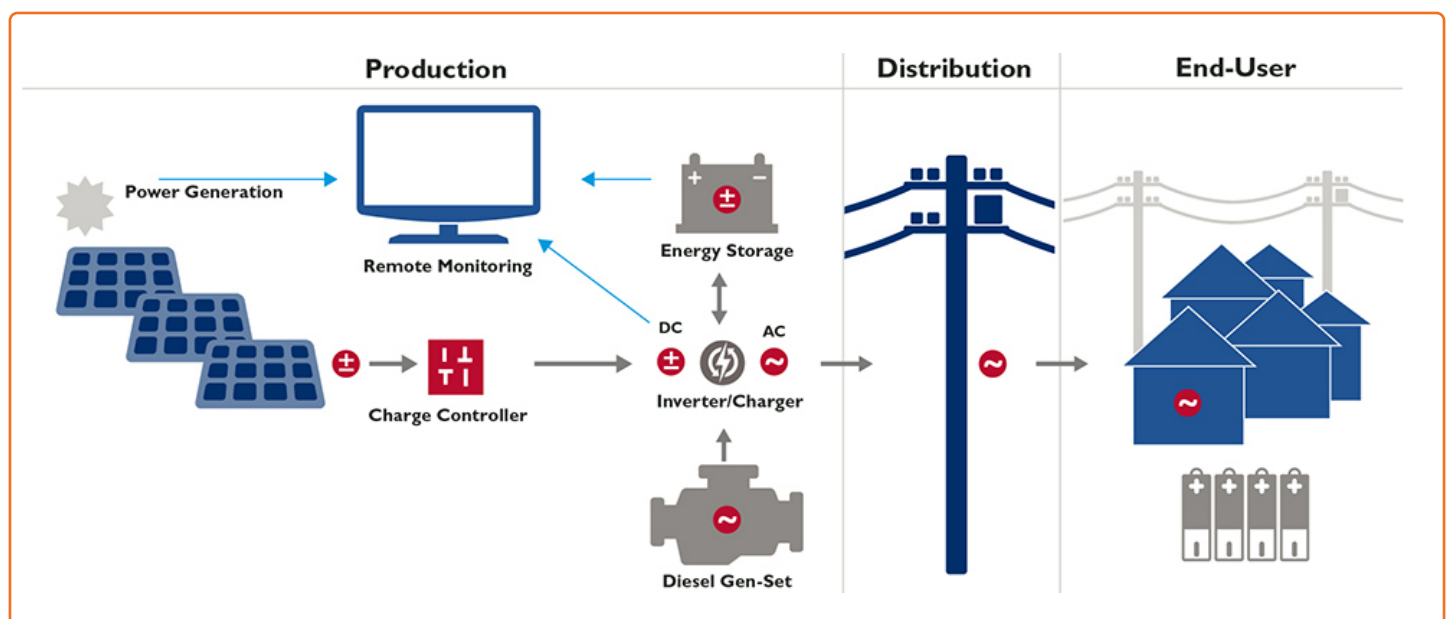 Production
Distribution
End-User
Power Generation
Remote Monitoring
+ −
±
Energy Storage
DC
AC
±
±
~
~
~
Charge Controller
Inverter/Charger
~
Diesel Gen-Set
+ + + +
- - - -